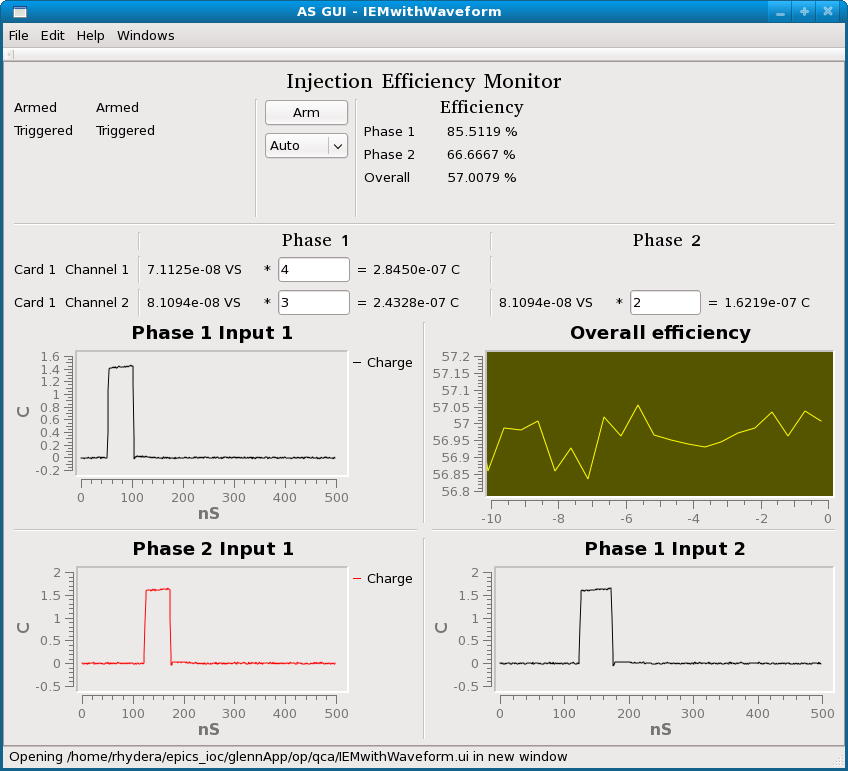 AS GUI - IEMwithWaveform
File Edit Help Windows
Injection Efficiency Monitor
Armed Armed
Triggered Triggered
Arm
Auto
Efficiency
Phase 1 85.5119 %
Phase 2 66.6667 %
Overall 57.0079 %
Phase 1 Phase 2
Card 1 Channel 1 7.1125e-08 VS * 4 = 2.8450e-07 C
Card 1 Channel 2 8.1094e-08 VS * 3 = 2.4328e-07 C 8.1094e-08 VS * 2 = 1.6219e-07 C
Phase 1 Input 1
1.6
1.4
1.2
1
0.8
0.6
0.4
0.2
0
-0.2
C
Charge
0 100 200 300 400 500
nS
Overall efficiency
57.2
57.15
57.1
57.05
57
56.95
56.9
56.85
56.8
-10 -8 -6 -4 -2 0
Phase 2 Input 1
2
1.5
1
0.5
0
-0.5
C
Charge
0 100 200 300 400 500
nS
Phase 1 Input 2
2
1.5
1
0.5
0
-0.5
C
0 100 200 300 400 500
nS
Opening /home/rhydera/epics_ioc/glennApp/op/qca/IEMwithWaveform.ui in new window